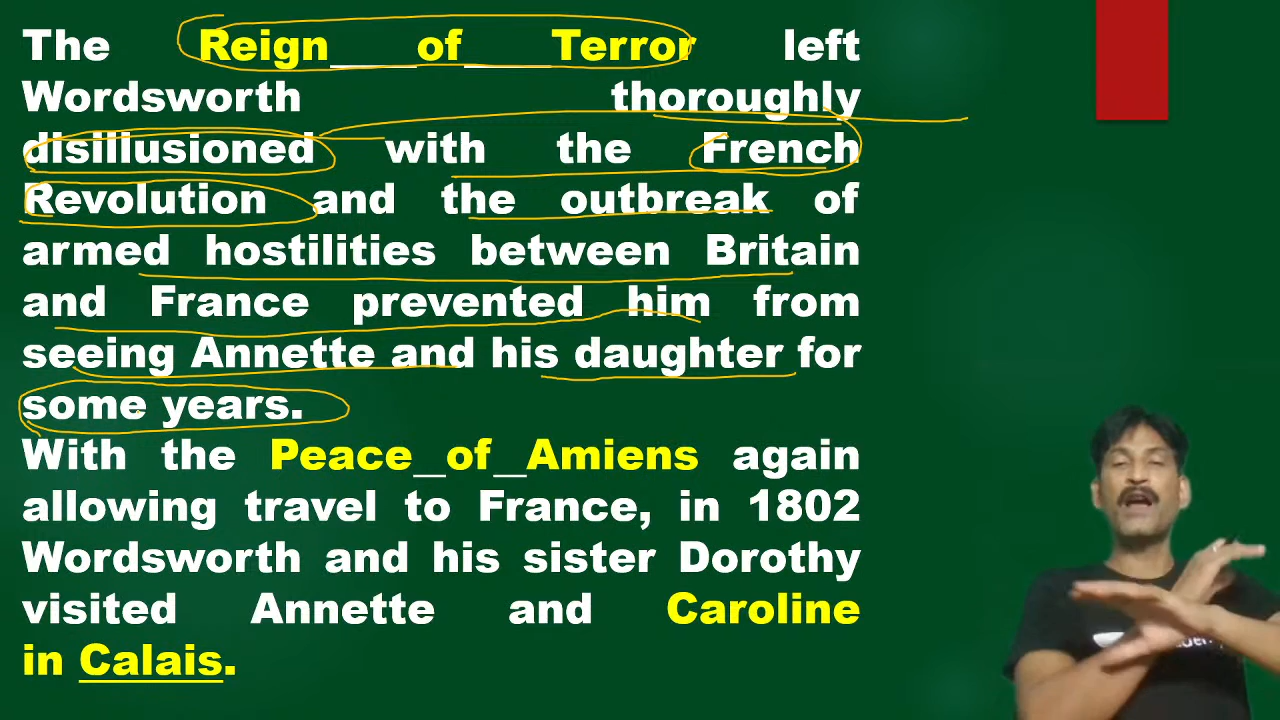 The Reign of Terror left
Wordsworth thoroughly
disillusioned with the French
Revolution and the outbreak of
armed hostilities between Britain
and France prevented him from
seeing Annette and his daughter for
some years.
With the Peace of Amiens again
allowing travel to France, in 1802
Wordsworth and his sister Dorothy
visited Annette and Caroline
in Calais.